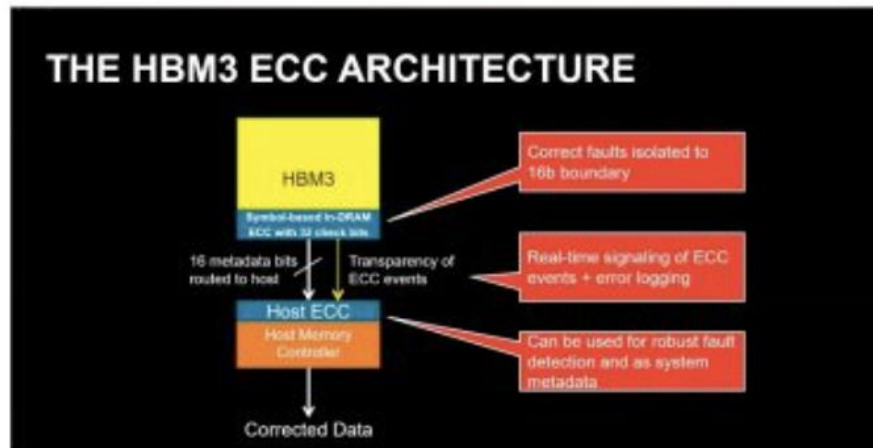 THE HBM3 ECC ARCHITECTURE
HBM3
Symbol-based In-DRAM
ECC with 32 check bits
16 metadata bits
routed to host
Transparency of
ECC events
Host ECC
Host Memory
Controller
Corrected Data
Correct faults isolated to
16b boundary
Real-time signaling of ECC
events + error logging
Can be used for robust fault
detection and as system
metadata